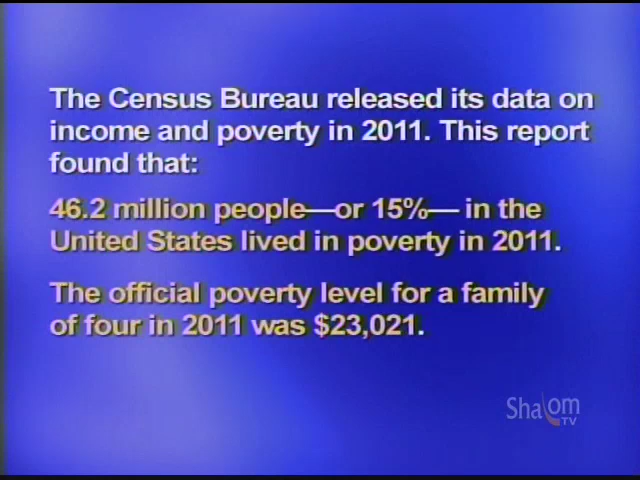 The Census Bureau released its data on
income and poverty in 2011. This report
found that:
46.2 million people—or 15%— in the
United States lived in poverty in 2011.
The official poverty level for a family
of four in 2011 was $23,021.
Shalom
TV